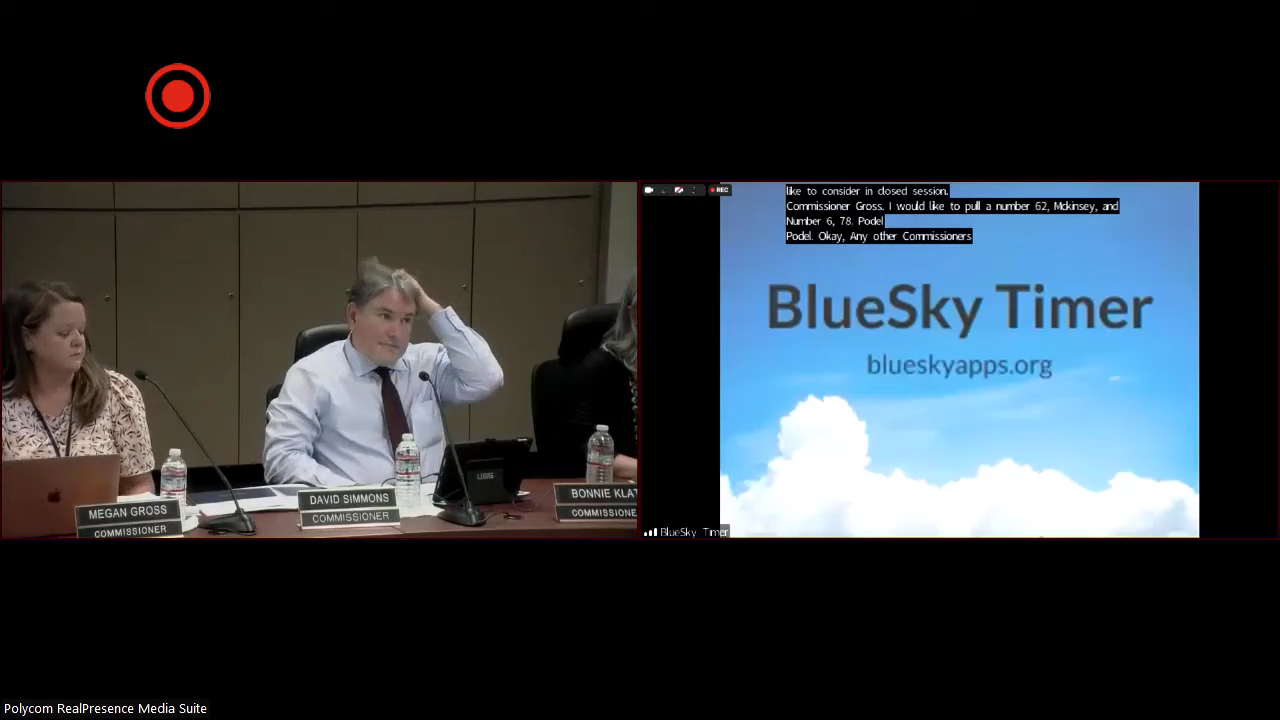 REC
like to consider in closed session.
Commissioner Gross. I would like to pull a number 62, Mckinsey, and
Number 6, 78. Podel
Podel. Okay, Any other Commissioners
BlueSky Timer
blueskyapps.org
MEGAN GROSS
COMMISSIONER
DAVID SIMMONS
COMMISSIONER
BONNIE KLAT
COMMISSIONE
BlueSky Timer
Polycom RealPresence Media Suite